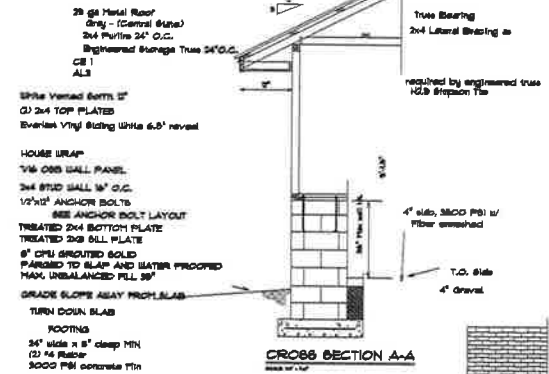 29 ga Metal Roof
Gray - (Central States)
2x4 Purlins 24" O.C.
Engineered Storage Truss 24" O.C.
CS 1
White Vented Soffit 12"
(2) 2x4 TOP PLATES
Everlast Vinyl Siding White 6.5" reveal
HOUSE WRAP
7/16 OSB WALL PANEL
2x4 STUD WALL 16" O.C.
1/2"x12" ANCHOR BOLTS
SEE ANCHOR BOLT LAYOUT
TREATED 2X4 BOTTOM PLATE
TREATED 2X8 SILL PLATE
8" CMU GROUTED SOLID
PARGED TO SLAP AND WATER PROOFED
MAX. UNBALANCED FILL
GRADE SLOPE AWAY FROM SLAB
TURN DOWN SLAB
FOOTING
24" wide x 8" deep MIN
(2) #4 Rebar
3000 PSI concrete Min
12"
Truss Bearing
2x4 Lateral Bracing as
required by engineered truss
H2.5 Simpson Tie
4" slab, 3500 PSI w/
Fiber enmeshed
T.O. Slab
4" Gravel
CROSS SECTION A-A